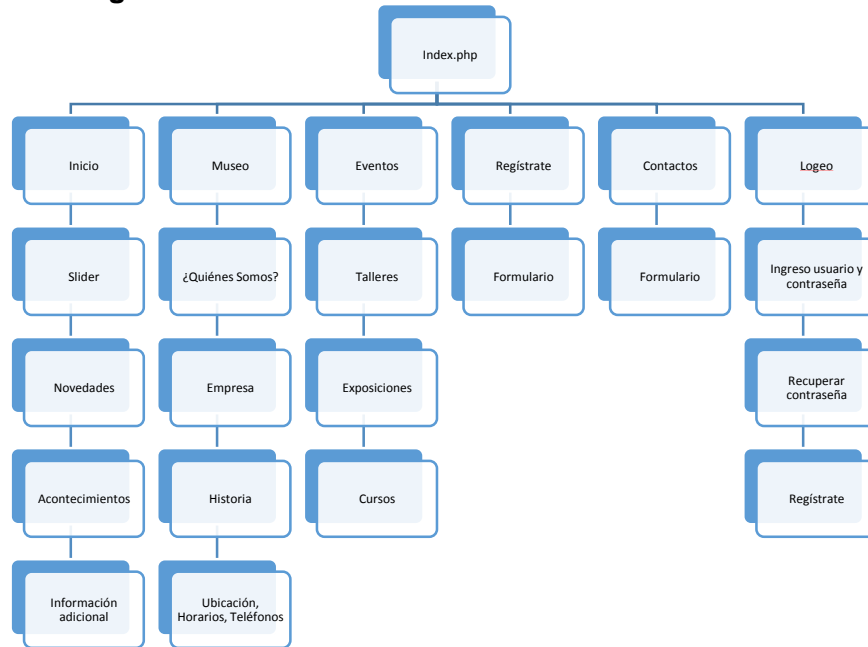 Index.php
Inicio
Museo
Eventos
Regístrate
Contactos
Logeo
Slider
¿Quiénes Somos?
Talleres
Formulario
Formulario
Ingreso usuario y
contraseña
Novedades
Empresa
Exposiciones
Recuperar
contraseña
Acontecimientos
Historia
Cursos
Regístrate
Información
adicional
Ubicación,
Horarios, Teléfonos